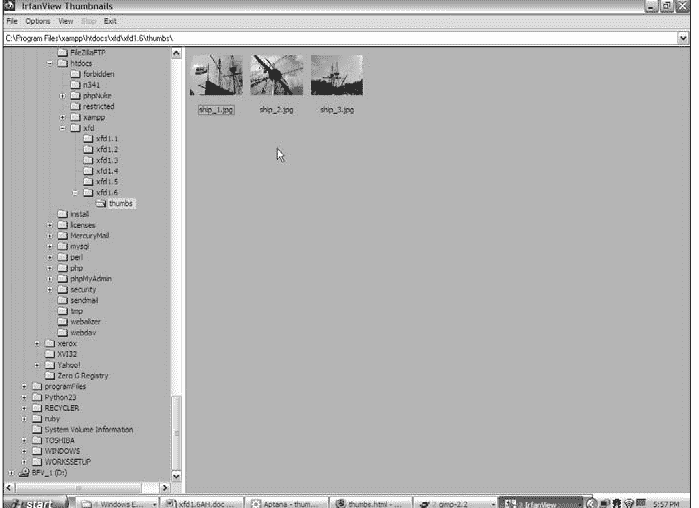 IrfanView Thumbnails
File Options View Stop Exit
C:\Program Files\xampp\htdocs\xfd\xfd1.6\thumbs\
FileZillaFTP
htdocs
forbidden
n341
phpNuke
restricted
xampp
xfd
xfd1.1
xfd1.2
xfd1.3
xfd1.4
xfd1.5
xfd1.6
thumbs
install
licenses
MercuryMail
mysql
perl
php
phpMyAdmin
security
sendmail
tmp
webalizer
webdav
xerox
XVI32
Yahoo!
Zero G Registry
programFiles
Python23
RECYCLER
ruby
System Volume Information
TOSHIBA
WINDOWS
WORKSSETUP
BEV_1 (D:)
ship_1.jpg ship_2.jpg ship_3.jpg
start Windows E... xfd1.6AH.doc ... Aptana - thum... thumbs.html - ... gimp-2.2 IrfanView 5:57 PM